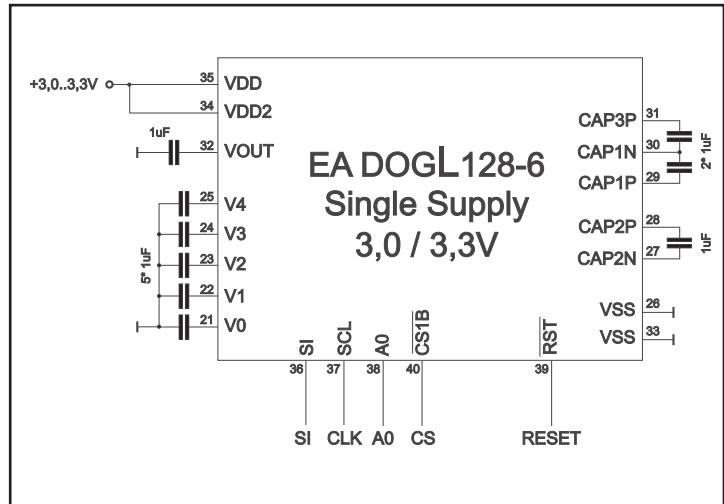 +3,0..3,3V
35 VDD
34 VDD2
1uF
32 VOUT
5* 1uF
25 V4
24 V3
23 V2
22 V1
21 V0
EA DOGL128-6
Single Supply
3,0 / 3,3V
CAP3P 31
CAP1N 30
CAP1P 29
2* 1uF
CAP2P 28
CAP2N 27
1uF
VSS 26
VSS 33
SI SCL A0 CS1B RST
36 37 38 40 39
SI CLK A0 CS RESET